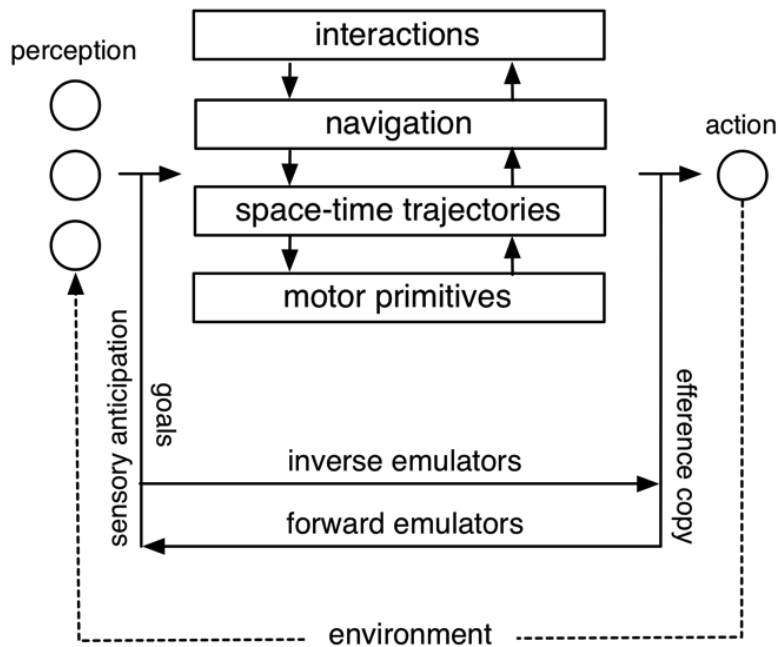 interactions
perception
navigation
action
space-time trajectories
motor primitives
sensory anticipation
goals
efference copy
inverse emulators
forward emulators
environment